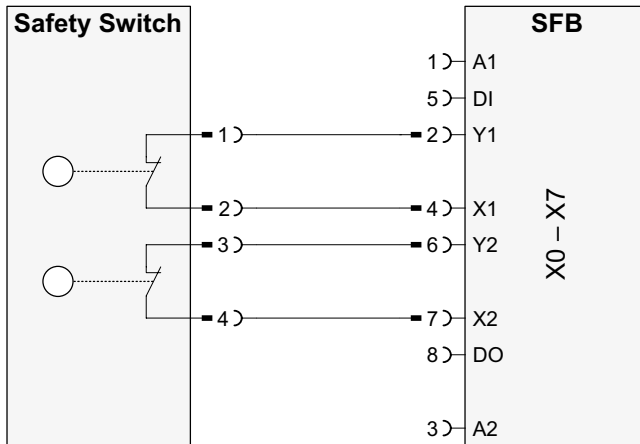 Safety Switch
SFB
1 A1
5 DI
1 2 Y1
2 4 X1
3 6 Y2
4 7 X2
8 DO
3 A2
X0 – X7